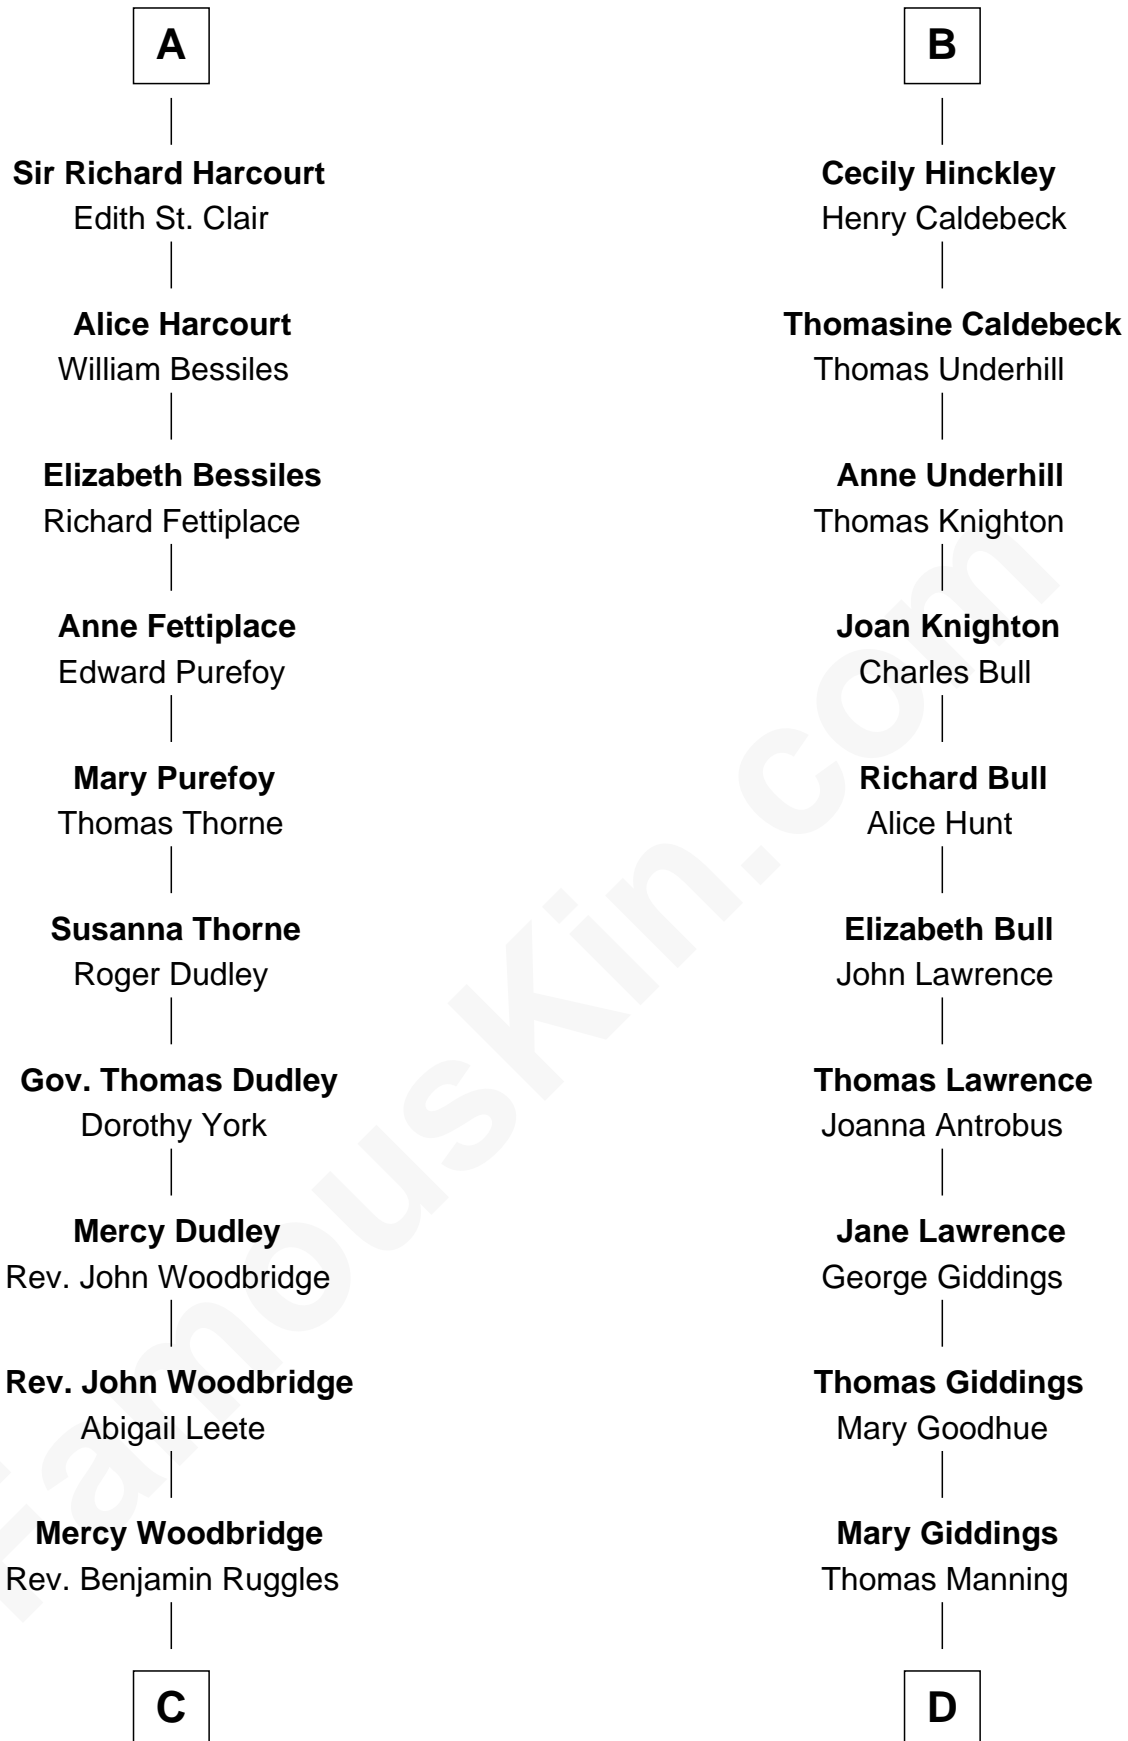 A
Sir Richard Harcourt
Edith St. Clair
Alice Harcourt
William Bessiles
Elizabeth Bessiles
Richard Fettiplace
Anne Fettiplace
Edward Purefoy
Mary Purefoy
Thomas Thorne
Susanna Thorne
Roger Dudley
Gov. Thomas Dudley
Dorothy York
Mercy Dudley
Rev. John Woodbridge
Rev. John Woodbridge
Abigail Leete
Mercy Woodbridge
Rev. Benjamin Ruggles
C
B
Cecily Hinckley
Henry Caldebeck
Thomasine Caldebeck
Thomas Underhill
Anne Underhill
Thomas Knighton
Joan Knighton
Charles Bull
Richard Bull
Alice Hunt
Elizabeth Bull
John Lawrence
Thomas Lawrence
Joanna Antrobus
Jane Lawrence
George Giddings
Thomas Giddings
Mary Goodhue
Mary Giddings
Thomas Manning
D
FamousKin.com